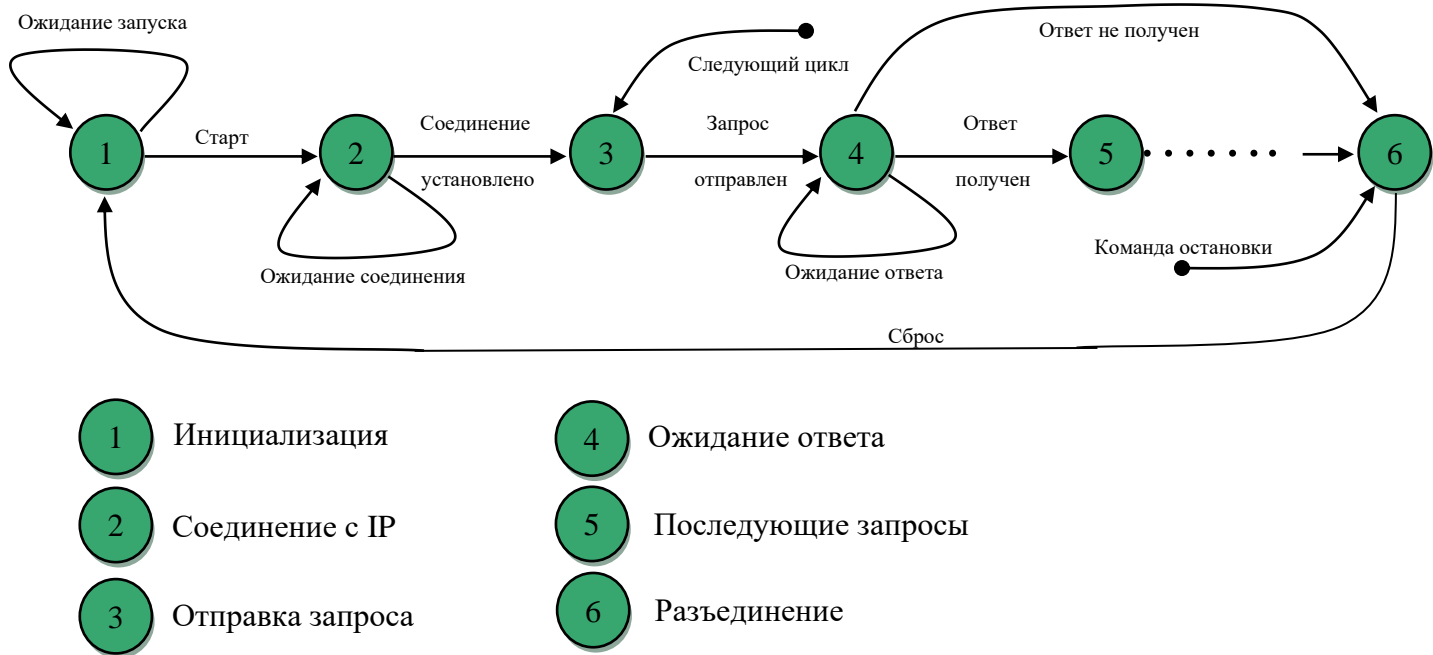 Ожидание запуска
Ответ не получен
Следующий цикл
Старт
Соединение
установлено
Запрос
отправлен
Ответ
получен
1
2
3
4
5
6
Ожидание соединения
Ожидание ответа
Команда остановки
Сброс
1 Инициализация
4 Ожидание ответа
2 Соединение с IP
5 Последующие запросы
3 Отправка запроса
6 Разъединение